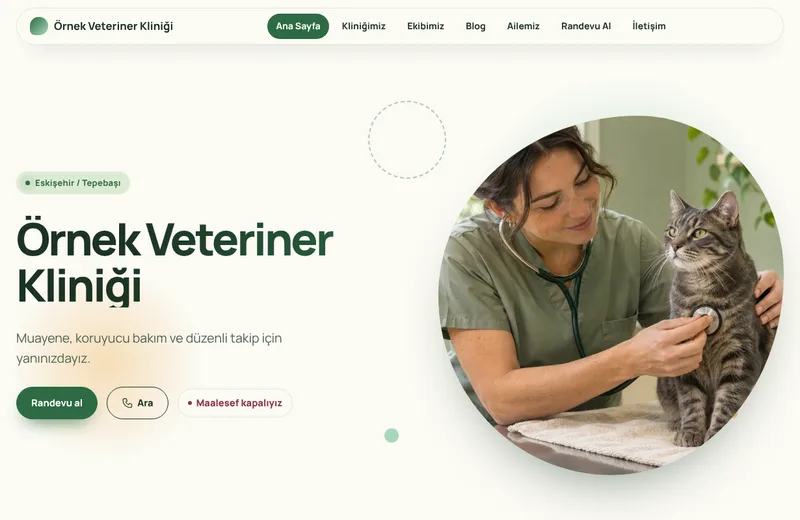 Örnek Veteriner Kliniği
Ana Sayfa
Kliniğimiz
Ekibimiz
Blog
Ailemiz
Randevu Al
İletişim
Eskişehir / Tepebaşı
Örnek Veteriner
Kliniği
Muayene, koruyucu bakım ve düzenli takip için
yanınızdayız.
Randevu al
Ara
Maalesef kapalıyız